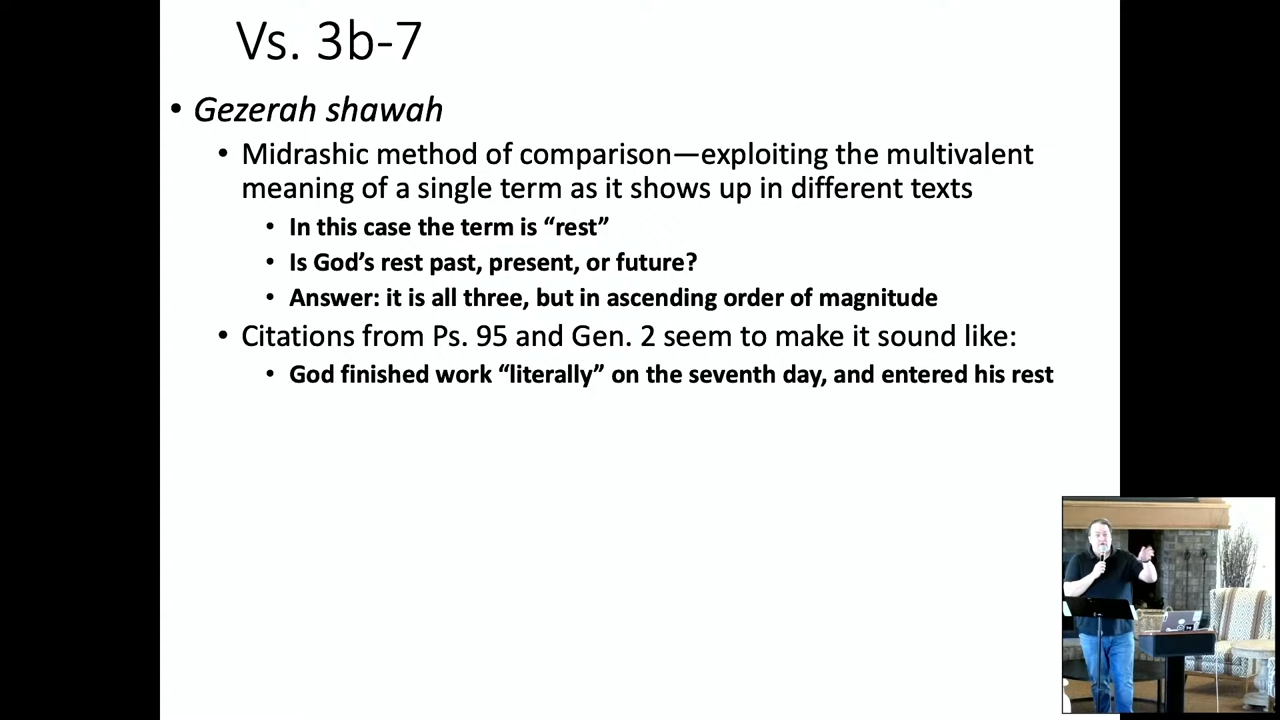 Vs. 3b-7
• Gezerah shawah
• Midrashic method of comparison—exploiting the multivalent
meaning of a single term as it shows up in different texts
• In this case the term is “rest”
• Is God’s rest past, present, or future?
• Answer: it is all three, but in ascending order of magnitude
• Citations from Ps. 95 and Gen. 2 seem to make it sound like:
• God finished work “literally” on the seventh day, and entered his rest